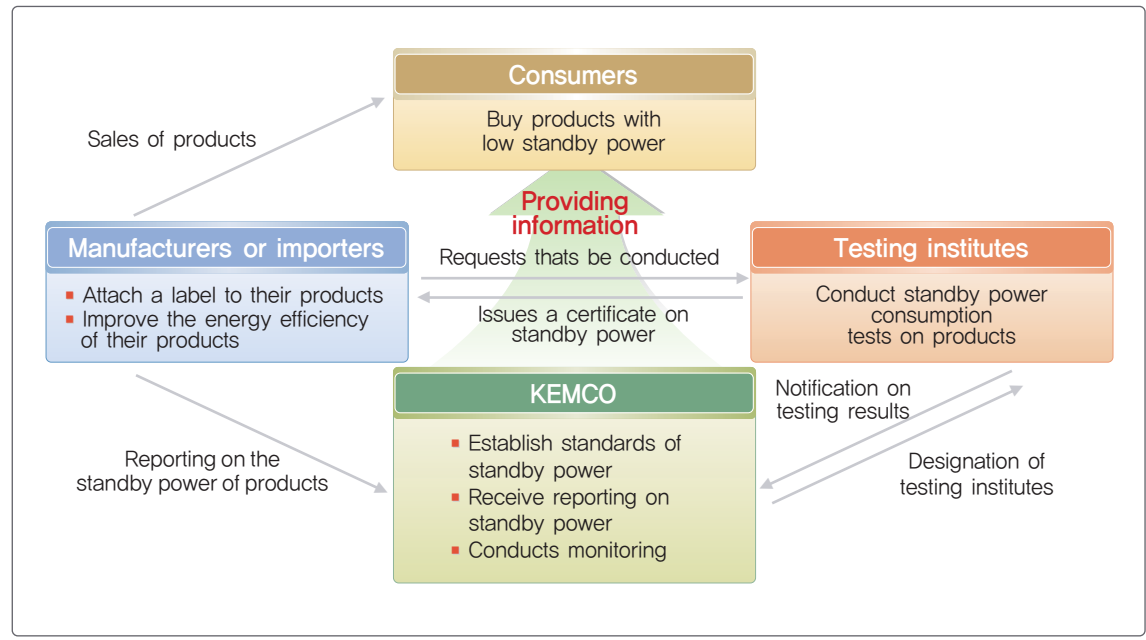 Consumers
Buy products with
low standby power
Sales of products
Providing
information
Manufacturers or importers
Attach a label to their products
Improve the energy efficiency
of their products
Requests thats be conducted
Issues a certificate on
standby power
Testing institutes
Conduct standby power
consumption
tests on products
KEMCO
Establish standards of
standby power
Receive reporting on
standby power
Conducts monitoring
Reporting on the
standby power of products
Notification on
testing results
Designation of
testing institutes